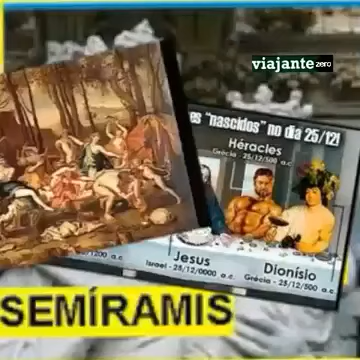 viajante zero
es "nascidos" no dia 25/12!
Héracles
Grécia - 25/12/500 a.c
1200 a.c.
Jesus
Israel - 25/12/0000 a.c
Dionísio
Grécia - 25/12/500 a.c
SEMÍRAMIS